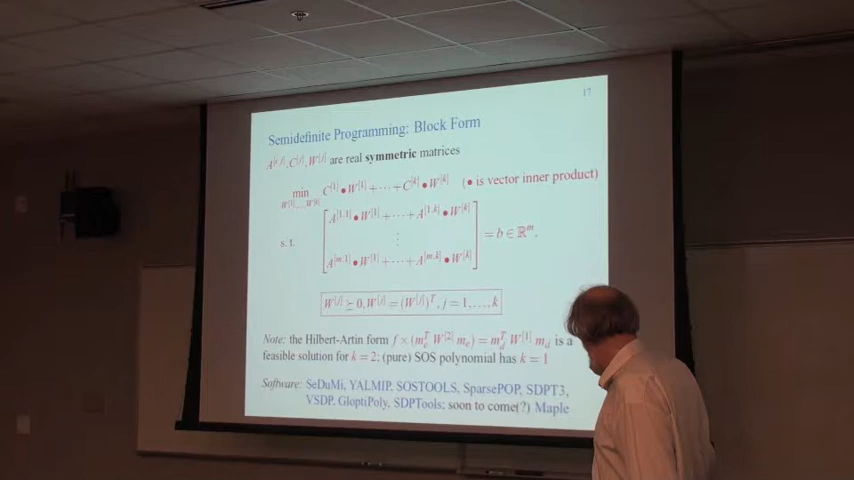 17
Semidefinite Programming: Block Form
A^{[i,j]}, C^{[j]}, W^{[j]} are real symmetric matrices
min_{W^{[1]},...,W^{[k]}} C^{[1]} • W^{[1]} + ··· + C^{[k]} • W^{[k]} (• is vector inner product)
A^{[1,1]} • W^{[1]} + ··· + A^{[1,k]} • W^{[k]}
s. t. ⋮ = b ∈ ℝ^m.
A^{[m,1]} • W^{[1]} + ··· + A^{[m,k]} • W^{[k]}
W^{[j]} ⪰ 0, W^{[j]} = (W^{[j]})^T, j = 1,...,k
Note: the Hilbert-Artin form f × (m_e^T W^{[2]} m_e) = m_d^T W^{[1]} m_d is a
feasible solution for k = 2; (pure) SOS polynomial has k = 1
Software: SeDuMi, YALMIP, SOSTOOLS, SparsePOP, SDPT3,
VSDP, GloptiPoly, SDPTools; soon to come(?) Maple